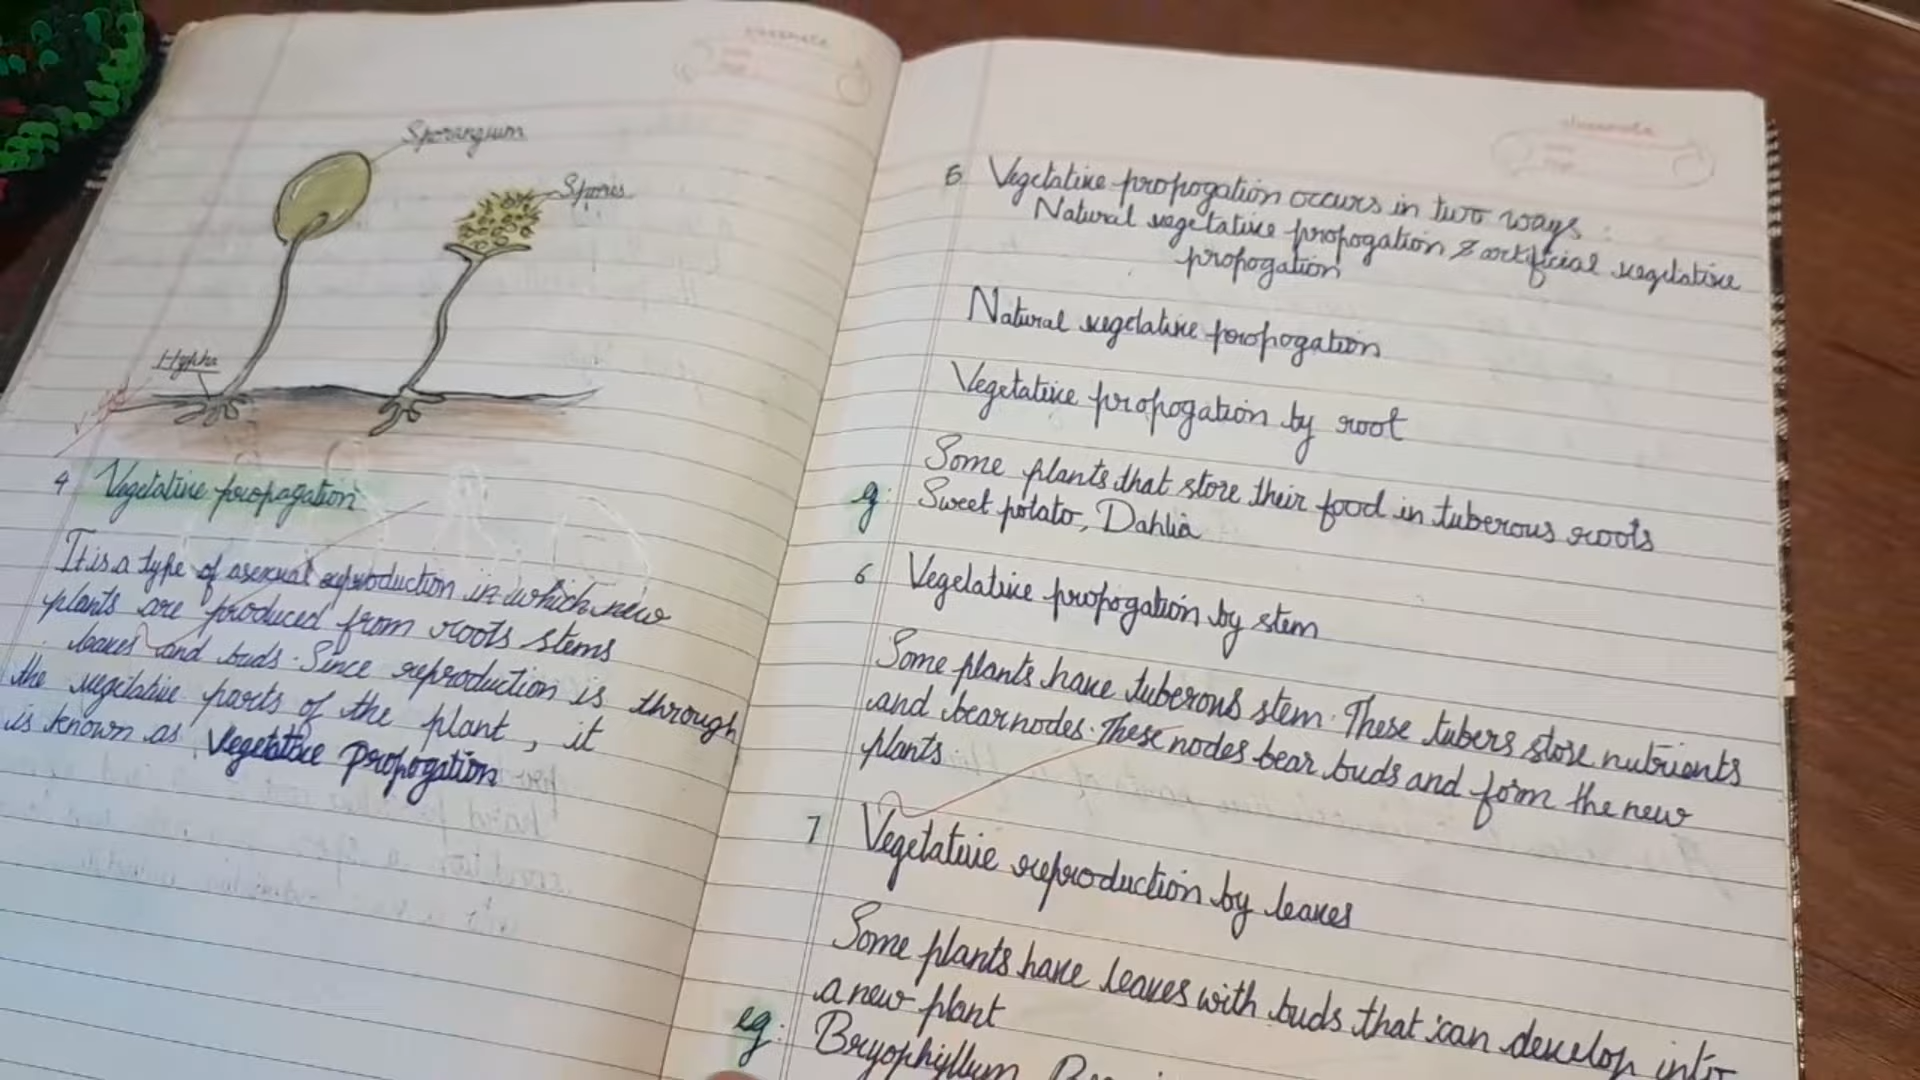 Sporangium
Spores
Hypha
4 Vegetative propagation
It is a type of asexual reproduction in which new
plants are produced from roots stems
leaves and buds. Since reproduction is through
the vegitative parts of the plant, it
is known as Vegetative Propogation
classmate
5 Vegetative propogation occurs in two ways :
Natural vegetative propogation & artificial vegetative
propogation
Natural vegetative propogation
Vegetative propogation by root
Some plants that store their food in tuberous roots
eg: Sweet potato, Dahlia
6 Vegetative propogation by stem
Some plants have tuberous stem. These tubers store nutrients
and bear nodes. These nodes bear buds and form the new
plants.
7 Vegetative reproduction by leaves
Some plants have leaves with buds that can develop into
a new plant
eg: Bryophyllum